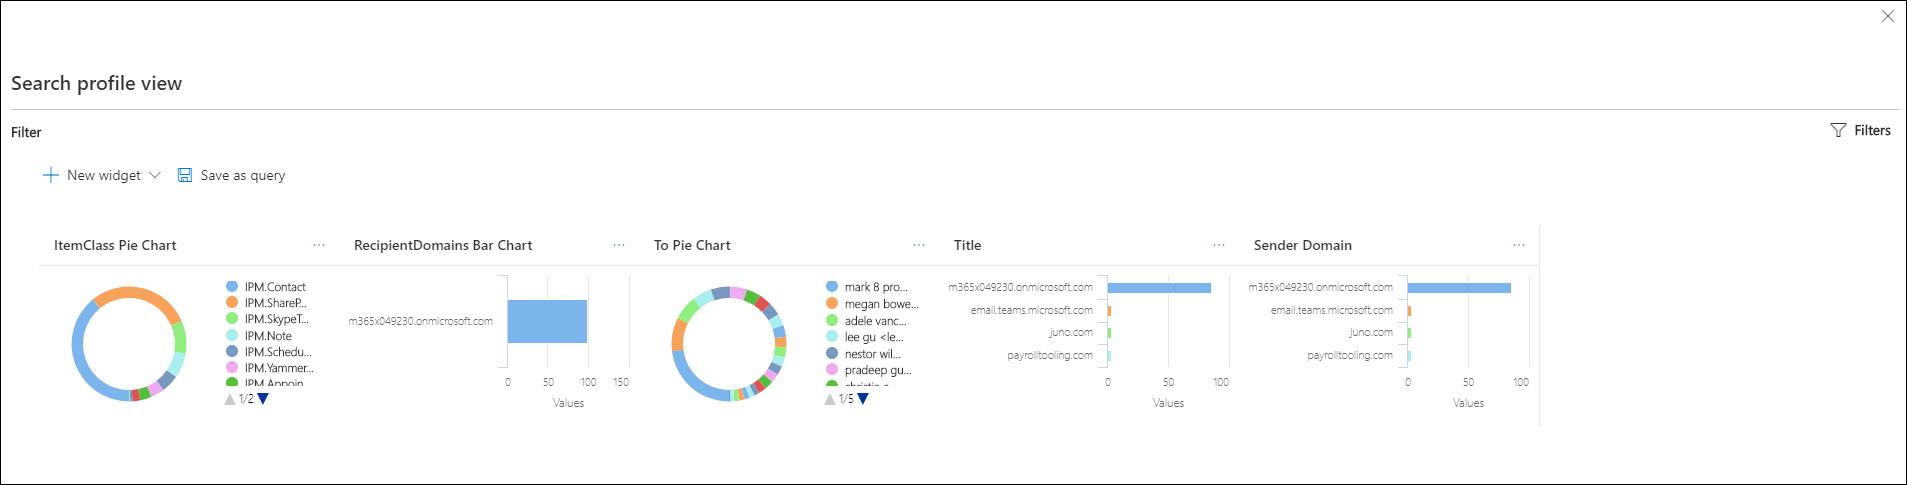 Search profile view
Filter
Filters
New widget
Save as query
ItemClass Pie Chart
IPM.Contact
IPM.ShareP...
IPM.SkypeT...
IPM.Note
IPM.Schedu...
IPM.Yammer...
IPM.Appoin
1/2
RecipientDomains Bar Chart
m365x049230.onmicrosoft.com
0 50 100 150
Values
To Pie Chart
mark 8 pro...
megan bowe...
adele vanc...
lee gu <le...
nestor wil...
pradeep gu...
1/5
Title
m365x049230.onmicrosoft.com
email.teams.microsoft.com
juno.com
payrolltooling.com
0 50 100
Values
Sender Domain
m365x049230.onmicrosoft.com
email.teams.microsoft.com
juno.com
payrolltooling.com
0 50 100
Values